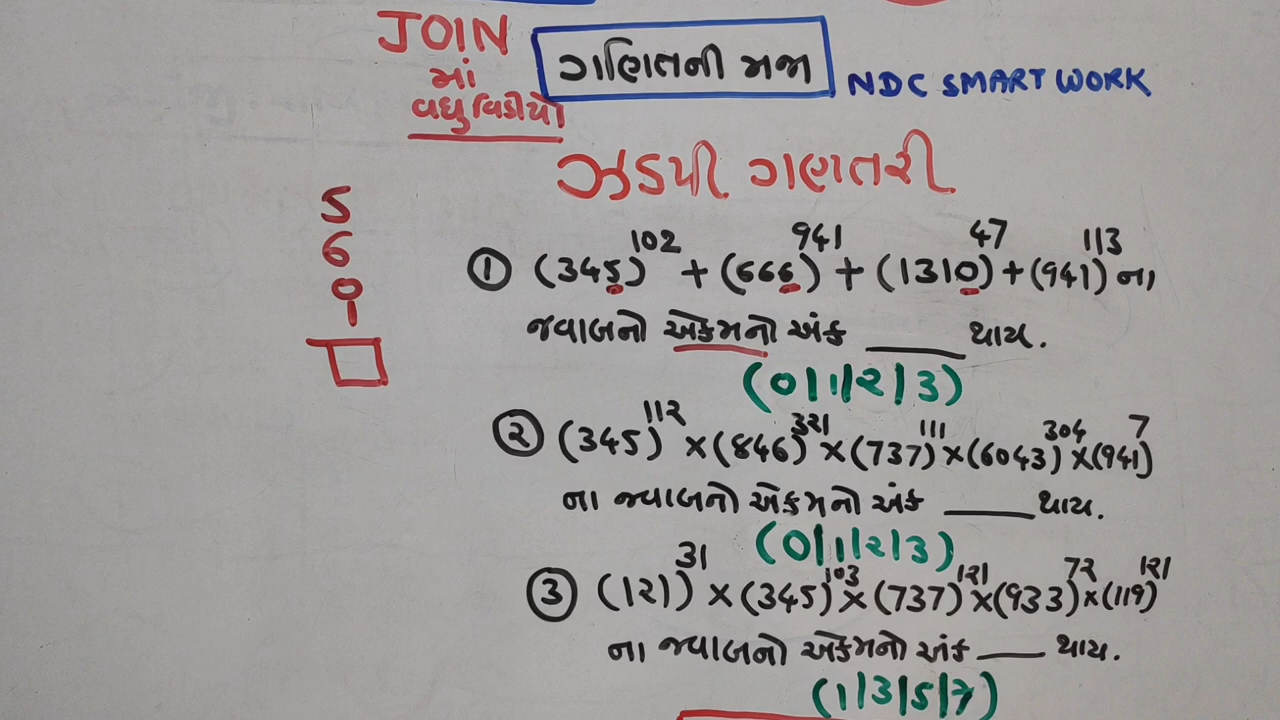 JOIN
માં
વધુ વિડીયો
ગણિતની મજા
NDC SMART WORK
ઝડપી ગણતરી
5
6
0
1
① (345)^102 + (666)^941 + (1310)^47 + (941)^113 ના
જવાબનો એકમનો અંક ____ થાય.
(0/1/2/3)
② (345)^112 × (846)^321 × (737)^111 × (6043)^304 × (941)^7
ના જવાબનો એકમનો અંક ____ થાય.
(0/1/2/3)
③ (121)^31 × (345)^103 × (737)^121 × (933)^72 × (119)^121
ના જવાબનો એકમનો અંક ____ થાય.
(1/3/5/7)